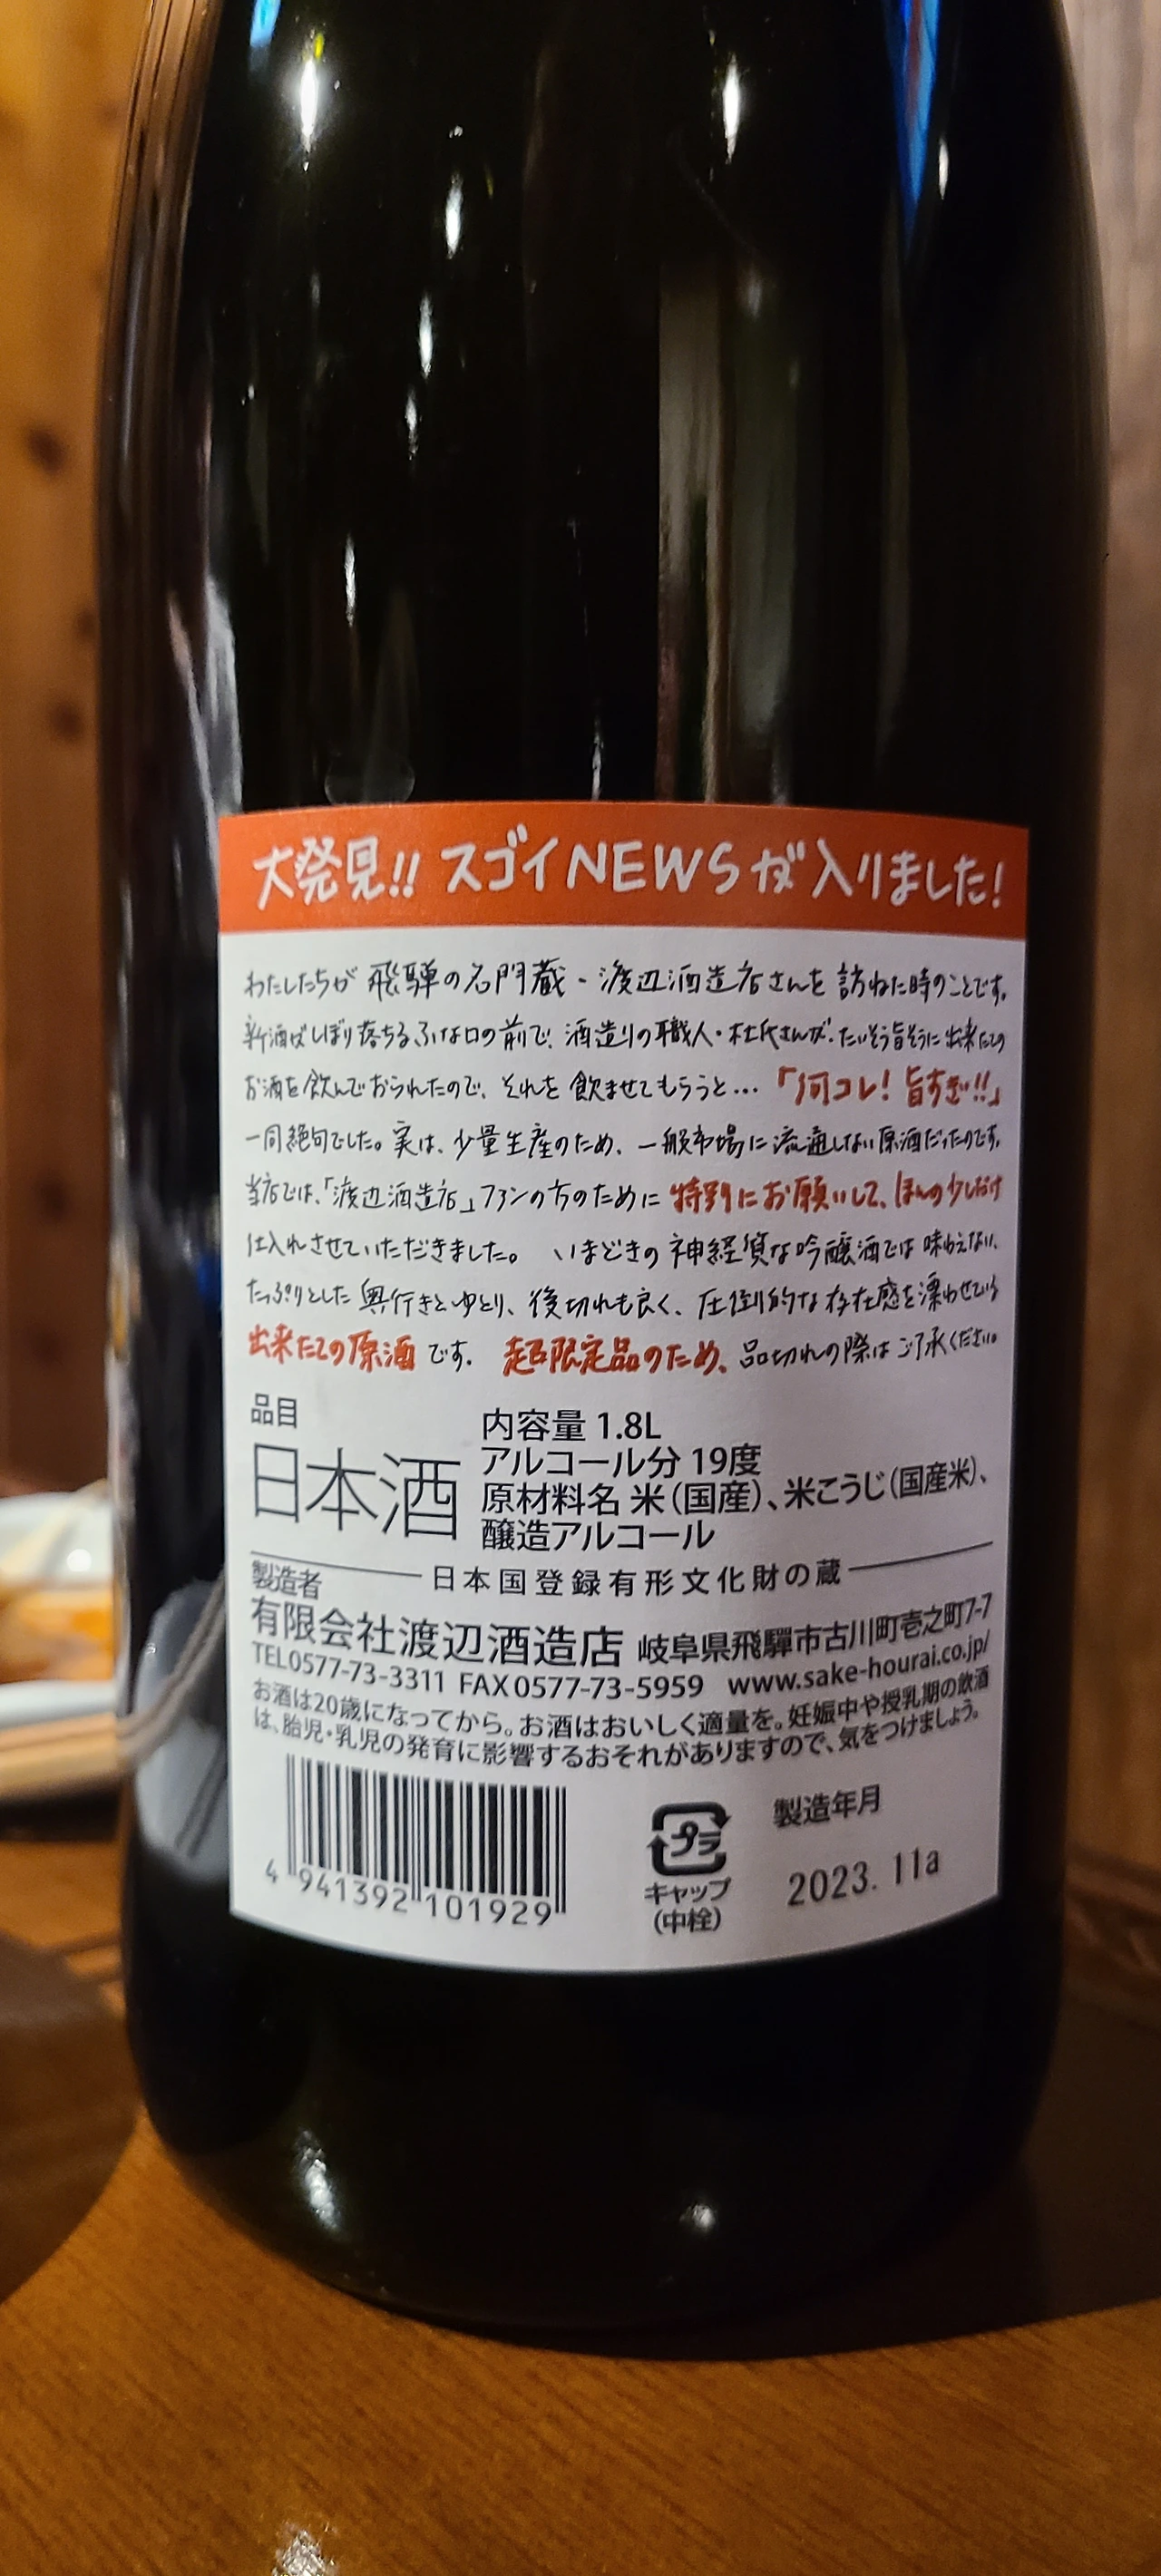 大発見!! スゴイNEWSが入りました!
わたしたちが飛騨の名門蔵・渡辺酒造店さんを訪ねた時のことです。
新酒がしぼり落ちるふな口の前で、酒造りの職人・杜氏さんが、たいそう旨そうに出来たての
お酒を飲んでおられたので、それを飲ませてもらうと…「何コレ!旨すぎ!!」
一同絶句でした。実は、少量生産のため、一般市場に流通しない原酒だったのです。
当店では、「渡辺酒造店」ファンの方のために特別にお願いして、ほんの少しだけ
仕入れさせていただきました。 いまどきの神経質な吟醸酒では味わえない、
たっぷりとした奥行きとゆとり、後切れも良く、圧倒的な存在感を漂わせている
出来たての原酒です。 超限定品のため、品切れの際はご了承ください。
品目
日本酒
内容量 1.8L
アルコール分 19度
原材料名 米(国産)、米こうじ(国産米)、
醸造アルコール
日本国登録有形文化財の蔵
製造者
有限会社渡辺酒造店 岐阜県飛驒市古川町壱之町7-7
TEL0577-73-3311 FAX0577-73-5959 www.sake-hourai.co.jp/
お酒は20歳になってから。お酒はおいしく適量を。妊娠中や授乳期の飲酒
は、胎児・乳児の発育に影響するおそれがありますので、気をつけましょう。
4 941392 101929
プラ
キャップ
(中栓)
製造年月
2023. 11a